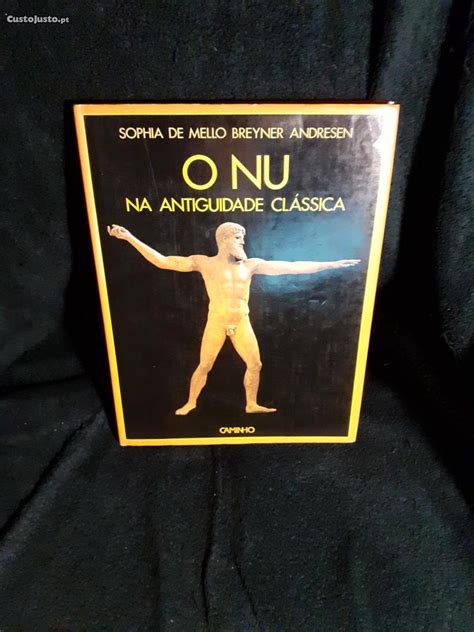 CustoJusto.pt
SOPHIA DE MELLO BREYNER ANDRESEN
O NU
NA ANTIGUIDADE CLÁSSICA
CAMINHO